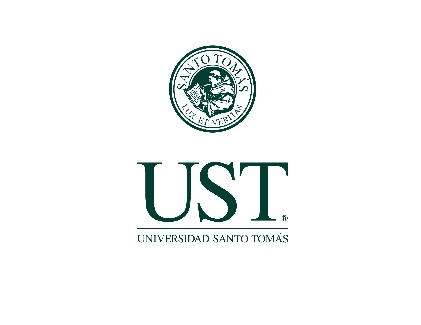 SANTO TOMÁS
LUX ET VERITAS
UST®
UNIVERSIDAD SANTO TOMÁS